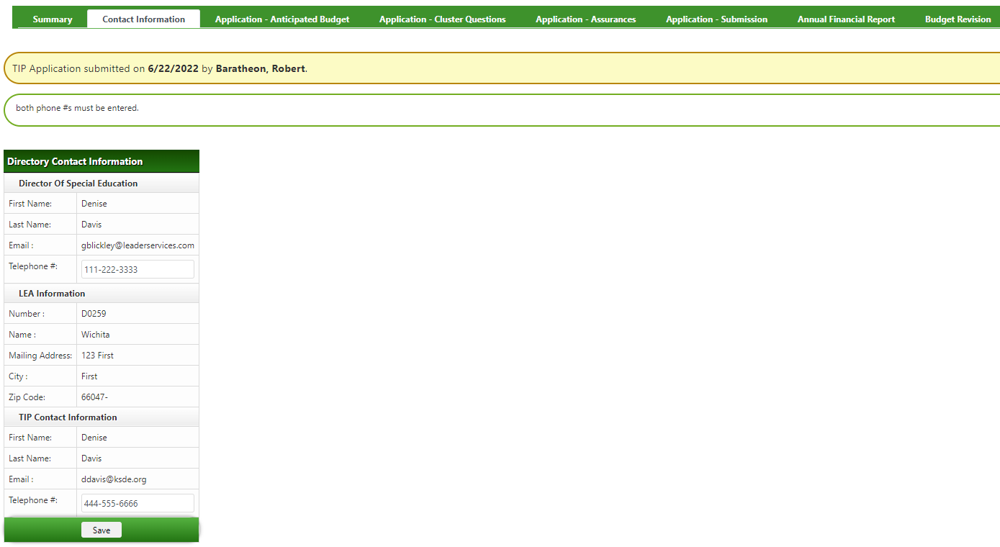 Summary Contact Information Application - Anticipated Budget Application - Cluster Questions Application - Assurances Application - Submission Annual Financial Report Budget Revision
TIP Application submitted on 6/22/2022 by Baratheon, Robert.
both phone #s must be entered.
Directory Contact Information
Director Of Special Education
First Name: Denise
Last Name: Davis
Email : gblickley@leaderservices.com
Telephone #: 111-222-3333
LEA Information
Number : D0259
Name : Wichita
Mailing Address: 123 First
City : First
Zip Code: 66047-
TIP Contact Information
First Name: Denise
Last Name: Davis
Email : ddavis@ksde.org
Telephone #: 444-555-6666
Save